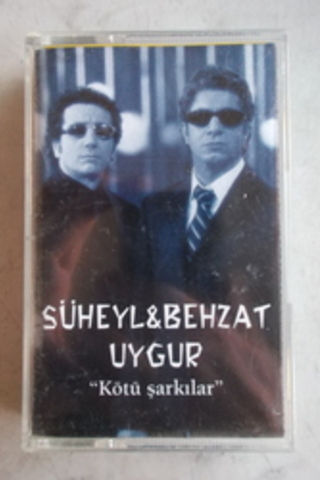 SÜHEYL&BEHZAT
UYGUR
“Kötü şarkılar”